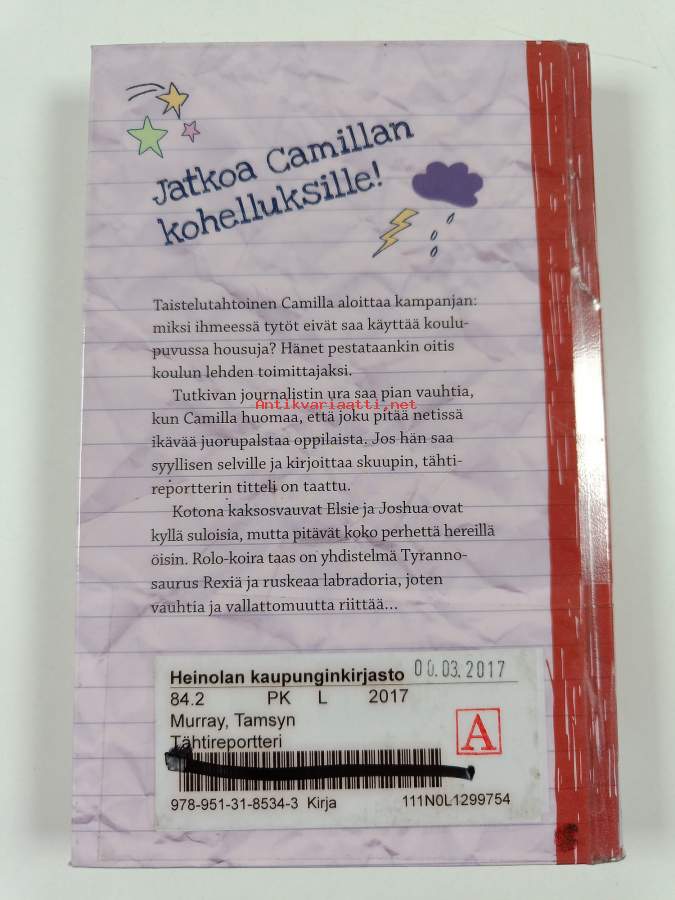 Jatkoa Camillan
kohelluksille!
Taistelutahtoinen Camilla aloittaa kampanjan:
miksi ihmeessä tytöt eivät saa käyttää koulu-
puvussa housuja? Hänet pestataankin oitis
koulun lehden toimittajaksi.
Tutkivan journalistin ura saa pian vauhtia,
Antikvariaatti.net
kun Camilla huomaa, että joku pitää netissä
ikävää juorupalstaa oppilaista. Jos hän saa
syyllisen selville ja kirjoittaa skuupin, tähti-
reportterin titteli on taattu.
Kotona kaksosvauvat Elsie ja Joshua ovat
kyllä suloisia, mutta pitävät koko perhettä hereillä
öisin. Rolo-koira taas on yhdistelmä Tyranno-
saurus Rexiä ja ruskeaa labradoria, joten
vauhtia ja vallattomuutta riittää...
Heinolan kaupunginkirjasto 00.03.2017
84.2 PK L 2017
Murray, Tamsyn
Tähtireportteri
A
978-951-31-8534-3 Kirja 111N0L1299754